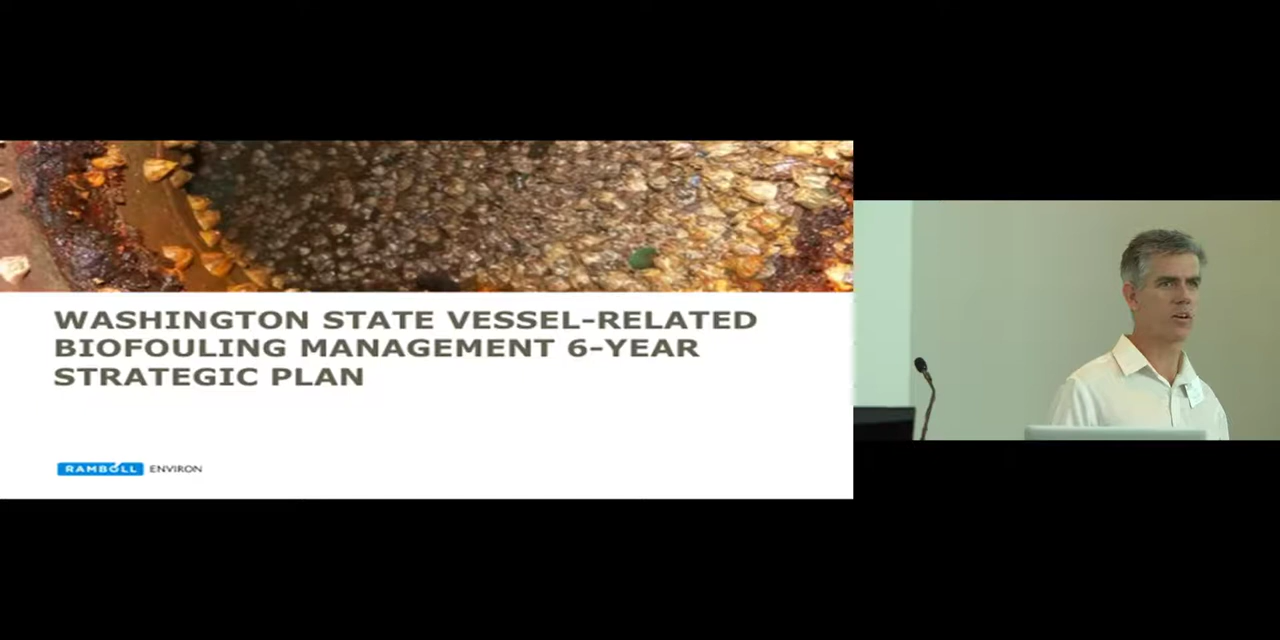 WASHINGTON STATE VESSEL-RELATED
BIOFOULING MANAGEMENT 6-YEAR
STRATEGIC PLAN
RAMBOLL ENVIRON